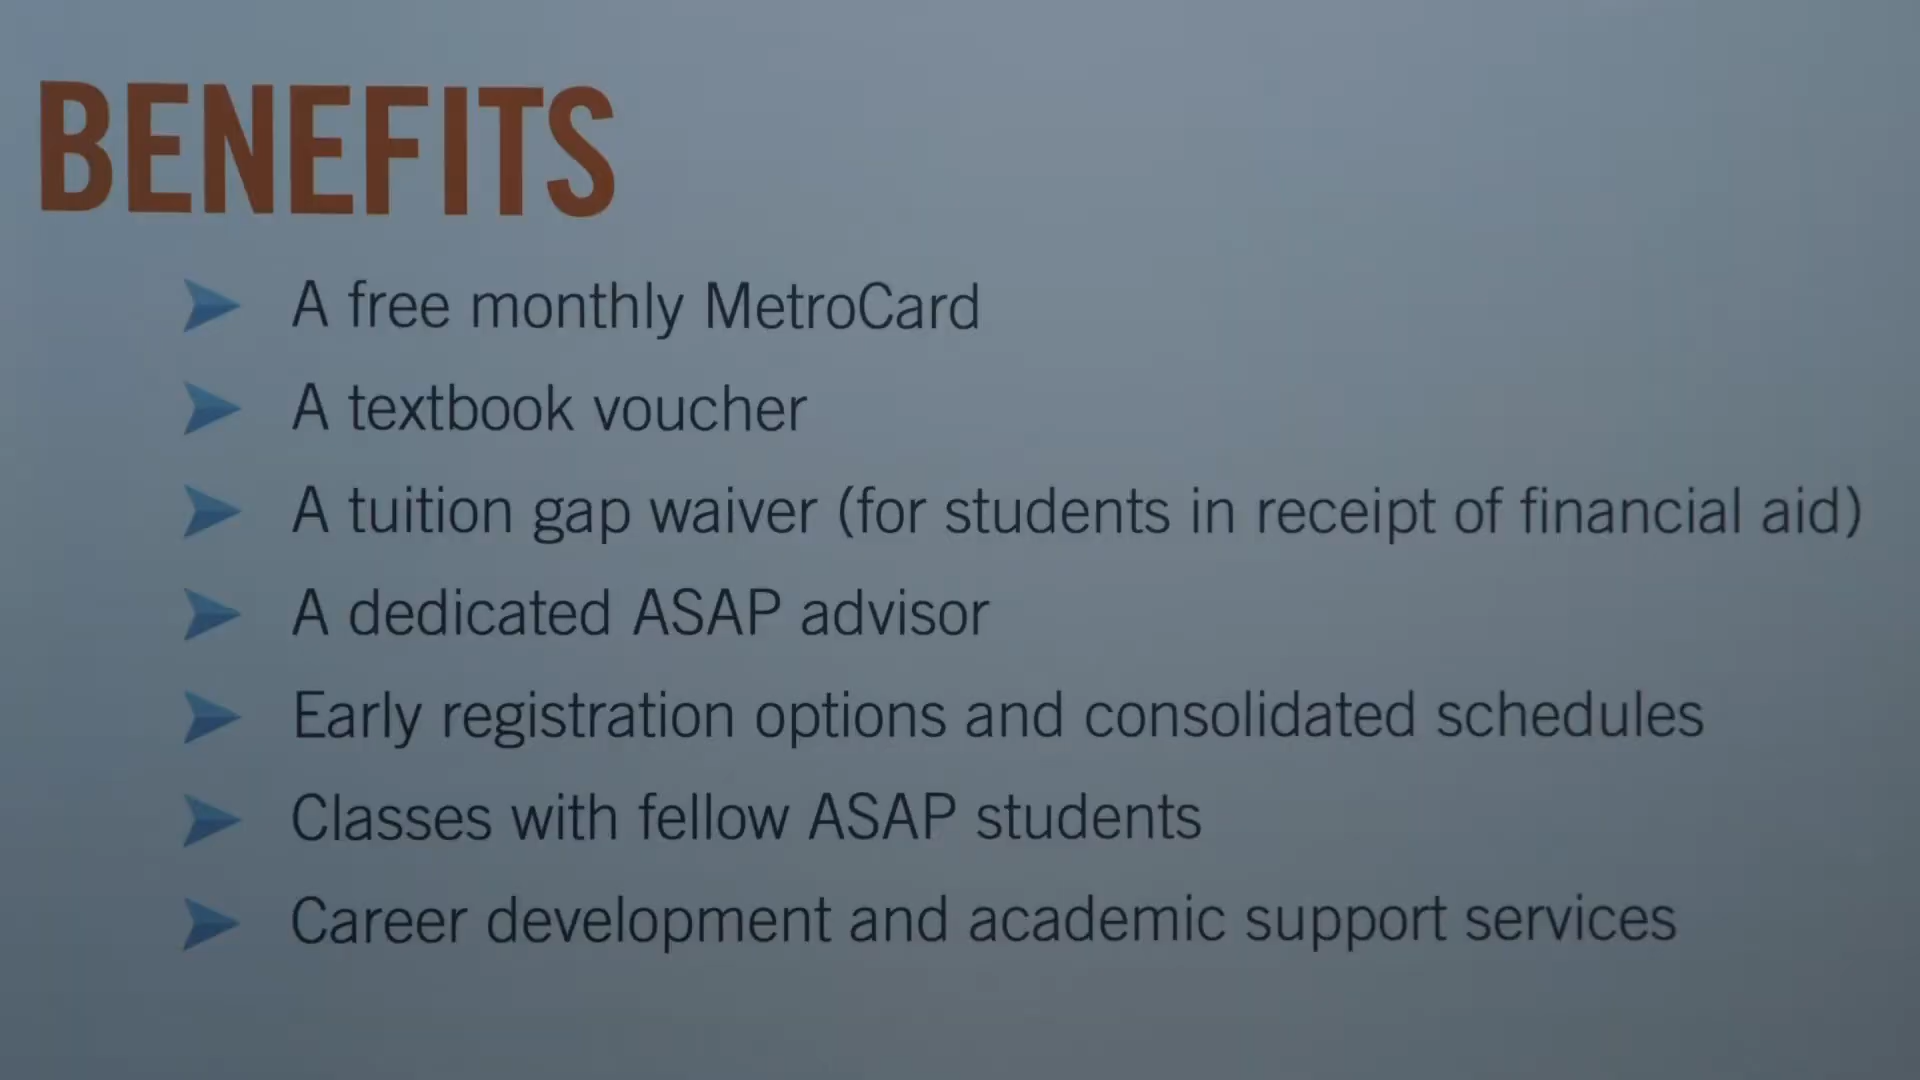 BENEFITS
A free monthly MetroCard
A textbook voucher
A tuition gap waiver (for students in receipt of financial aid)
A dedicated ASAP advisor
Early registration options and consolidated schedules
Classes with fellow ASAP students
Career development and academic support services